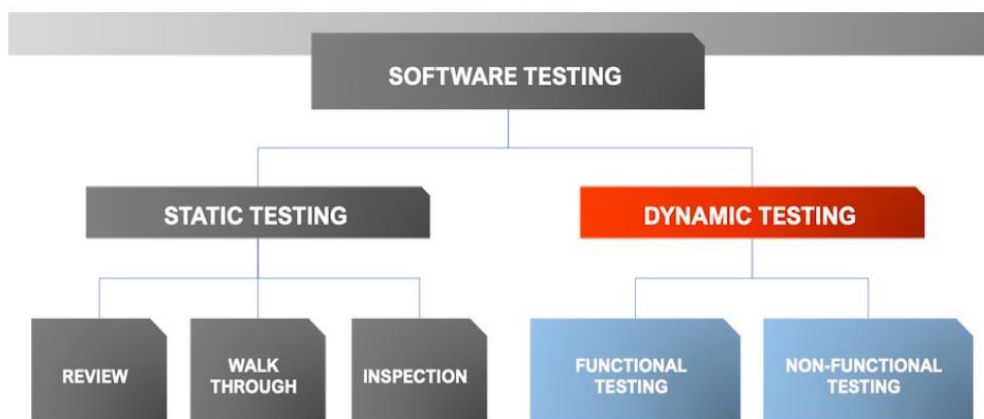 SOFTWARE TESTING
STATIC TESTING
DYNAMIC TESTING
REVIEW
WALK
THROUGH
INSPECTION
FUNCTIONAL
TESTING
NON-FUNCTIONAL
TESTING